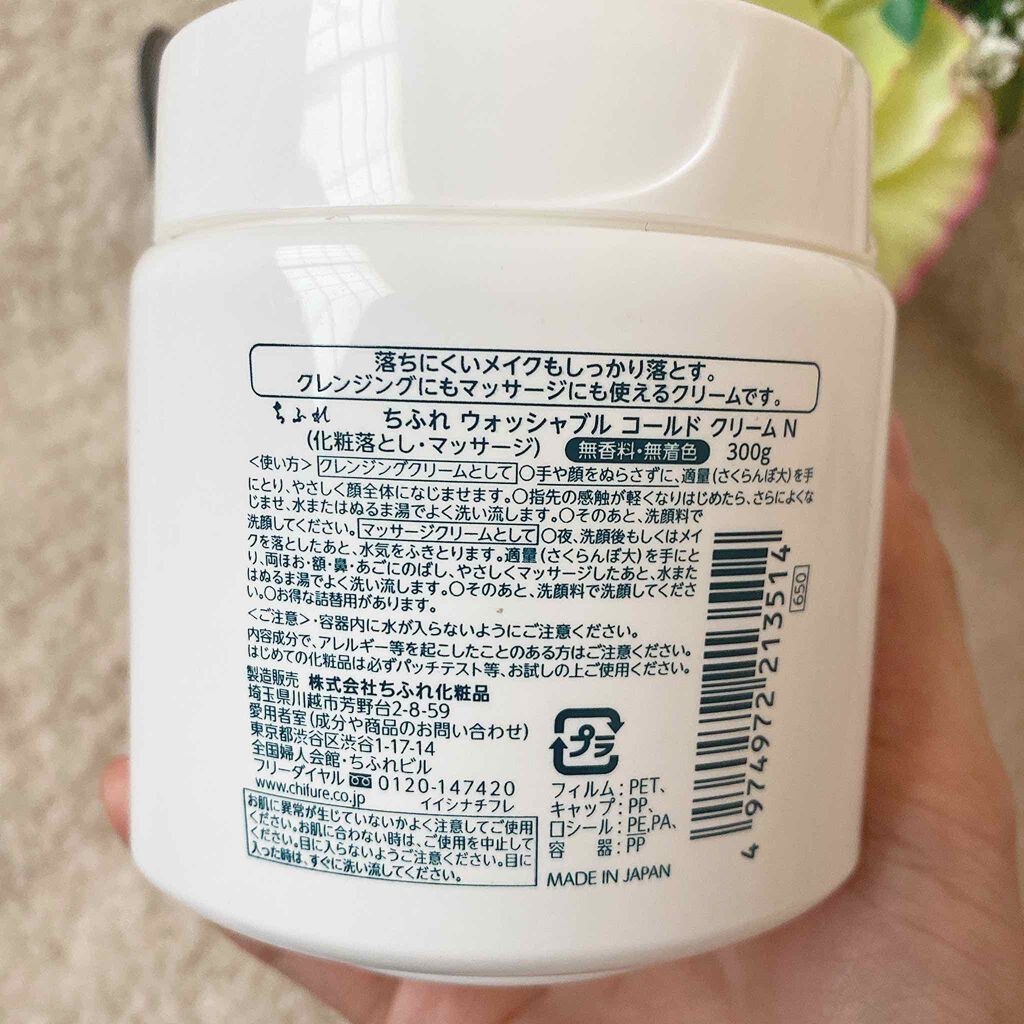 落ちにくいメイクもしっかり落とす。
クレンジングにもマッサージにも使えるクリームです。
ちふれ ちふれ ウォッシャブル コールド クリーム N
(化粧落とし・マッサージ) 無香料・無着色 300g
<使い方> クレンジングクリームとして ○手や顔をぬらさずに、適量(さくらんぼ大)を手
にとり、やさしく顔全体になじませます。○指先の感触が軽くなりはじめたら、さらによくな
じませ、水またはぬるま湯でよく洗い流します。○そのあと、洗顔料で
洗顔してください。マッサージクリームとして ○夜、洗顔後もしくはメイ
クを落としたあと、水気をふきとります。適量(さくらんぼ大)を手にと
り、両ほお・額・鼻・あごにのばし、やさしくマッサージしたあと、水また
はぬるま湯でよく洗い流します。○そのあと、洗顔料で洗顔してくださ
い。○お得な詰替用があります。
<ご注意>・容器内に水が入らないようにご注意ください。
内容成分で、アレルギー等を起こしたことのある方はご注意ください。
はじめての化粧品は必ずパッチテスト等、お試しの上ご使用ください。
製造販売 株式会社ちふれ化粧品
埼玉県川越市芳野台2-8-59
愛用者室(成分や商品のお問い合わせ)
東京都渋谷区渋谷1-17-14
全国婦人会館・ちふれビル
フリーダイヤル 0120-147420
www.chifure.co.jp イイシナチフレ
お肌に異常が生じていないかよく注意してご使用
ください。お肌に合わない時は、ご使用を中止して
ください。目に入らないようご注意ください。目に
入った時は、すぐに洗い流してください。
プラ
フィルム:PET、
キャップ:PP、
口シール:PE,PA、
容 器:PP
MADE IN JAPAN
4 974972 213514
650